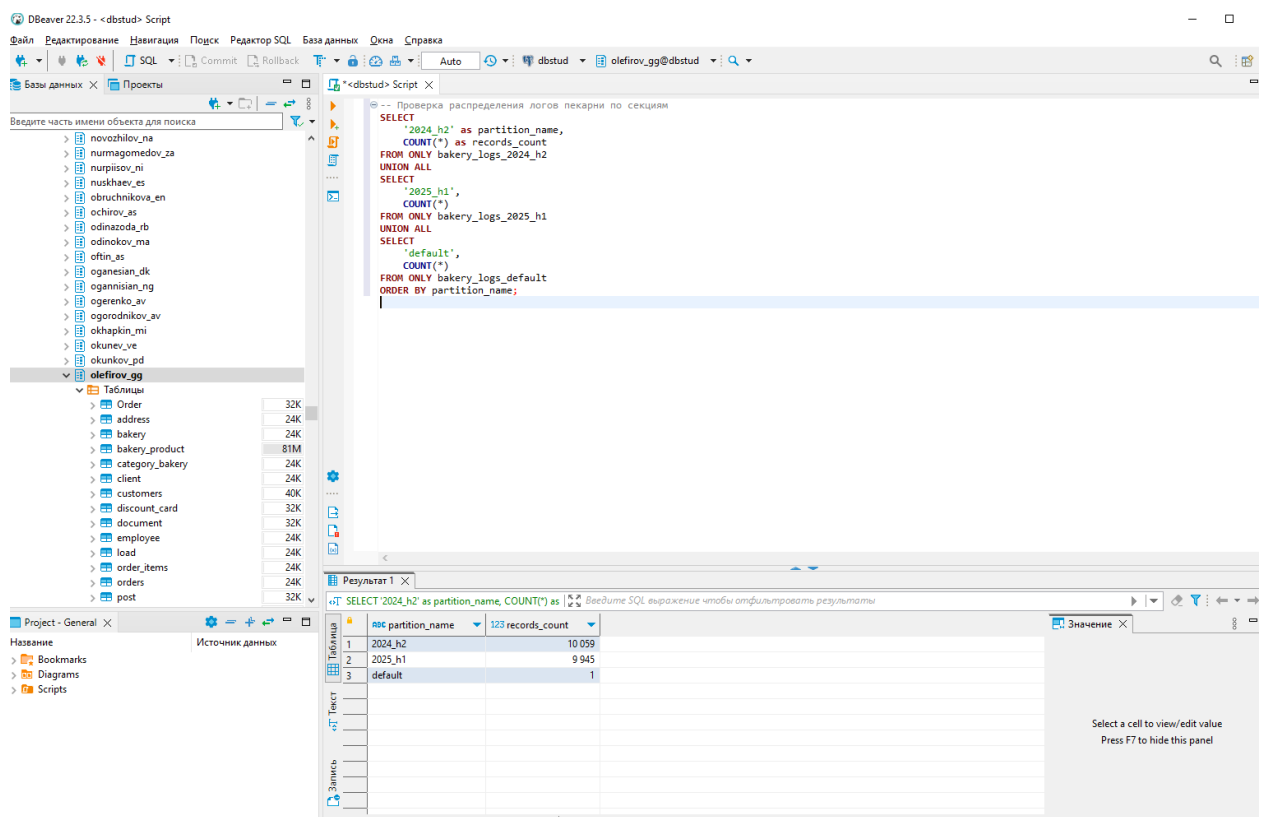 DBeaver 22.3.5 - <dbstud> Script
Файл Редактирование Навигация Поиск Редактор SQL База данных Окна Справка
SQL Commit Rollback Auto dbstud olefirov_gg@dbstud
Базы данных Проекты
Введите часть имени объекта для поиска
novozhilov_na
nurmagomedov_za
nurpiisov_ni
nuskhaev_es
obruchnikova_en
ochirov_as
odinazoda_rb
odinokov_ma
oftin_as
oganesian_dk
ogannisian_ng
ogerenko_av
ogorodnikov_av
okhapkin_mi
okunev_ve
okunkov_pd
olefirov_gg
Таблицы
Order 32K
address 24K
bakery 24K
bakery_product 81M
category_bakery 24K
client 24K
customers 40K
discount_card 32K
document 32K
employee 24K
load 24K
order_items 24K
orders 24K
post 32K
Project - General
Название Источник данных
Bookmarks
Diagrams
Scripts
*<dbstud> Script
-- Проверка распределения логов пекарни по секциям
SELECT
'2024_h2' as partition_name,
COUNT(*) as records_count
FROM ONLY bakery_logs_2024_h2
UNION ALL
SELECT
'2025_h1',
COUNT(*)
FROM ONLY bakery_logs_2025_h1
UNION ALL
SELECT
'default',
COUNT(*)
FROM ONLY bakery_logs_default
ORDER BY partition_name;
Результат 1
SELECT '2024_h2' as partition_name, COUNT(*) as Введите SQL выражение чтобы отфильтровать результаты
Таблица
Текст
Запись
ABC partition_name 123 records_count
1 2024_h2 10 059
2 2025_h1 9 945
3 default 1
Значение
Select a cell to view/edit value
Press F7 to hide this panel